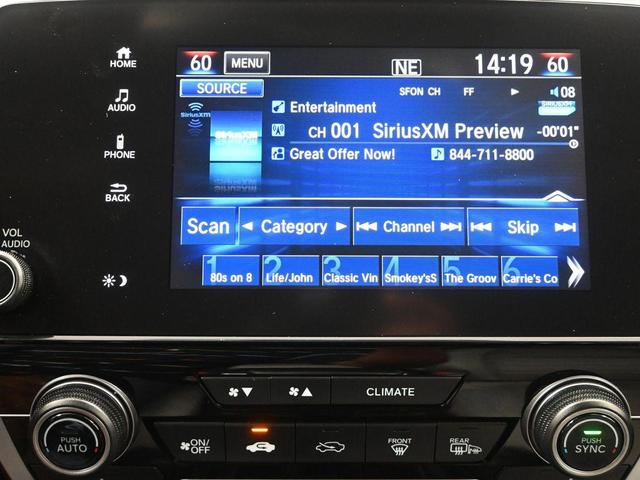 HOME
AUDIO
PHONE
BACK
VOL
AUDIO
60 MENU NE 14:19 60
SOURCE SFON CH FF 08
SiriusXM SIRIUSXM
Entertainment
SiriusXM
CH 001 SiriusXM Preview -00'01"
Great Offer Now! 844-711-8800
Scan Category Channel Skip
1 2 3 4 5 6
80s on 8 Life/John Classic Vin Smokey'sS The Groov Carrie's Co
CLIMATE
PUSH
AUTO
ON/
OFF
FRONT
REAR
PUSH
SYNC